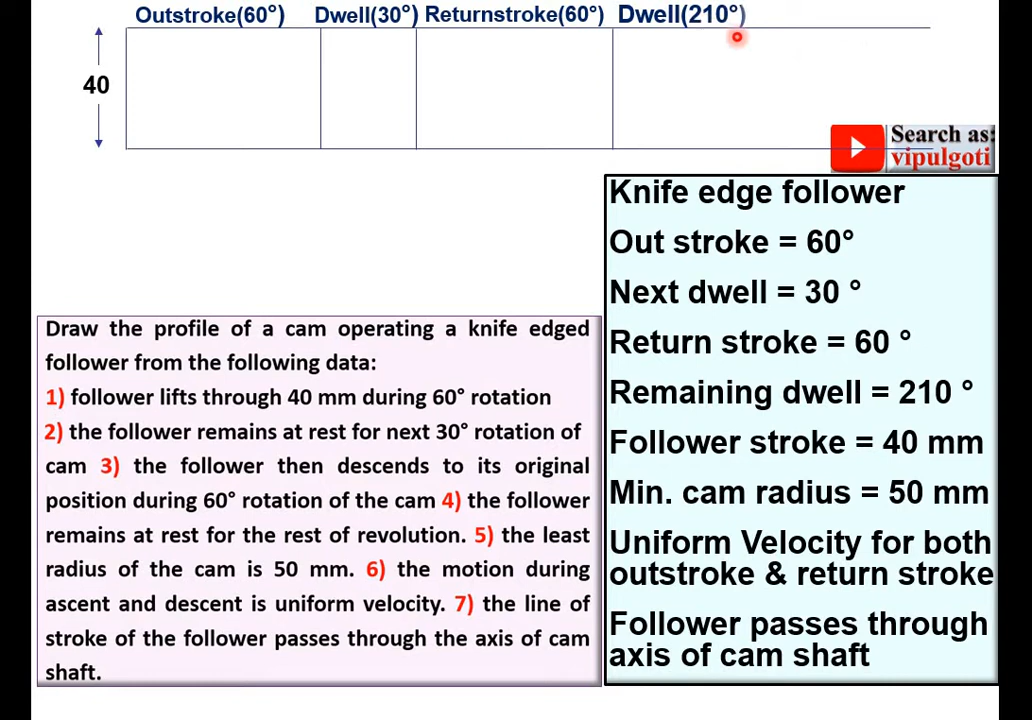 Outstroke(60°) Dwell(30°) Returnstroke(60°) Dwell(210°)
40
Search as:
vipulgoti
Knife edge follower
Out stroke = 60°
Next dwell = 30 °
Return stroke = 60 °
Remaining dwell = 210 °
Follower stroke = 40 mm
Min. cam radius = 50 mm
Uniform Velocity for both
outstroke & return stroke
Follower passes through
axis of cam shaft
Draw the profile of a cam operating a knife edged
follower from the following data:
1) follower lifts through 40 mm during 60° rotation
2) the follower remains at rest for next 30° rotation of
cam 3) the follower then descends to its original
position during 60° rotation of the cam 4) the follower
remains at rest for the rest of revolution. 5) the least
radius of the cam is 50 mm. 6) the motion during
ascent and descent is uniform velocity. 7) the line of
stroke of the follower passes through the axis of cam
shaft.